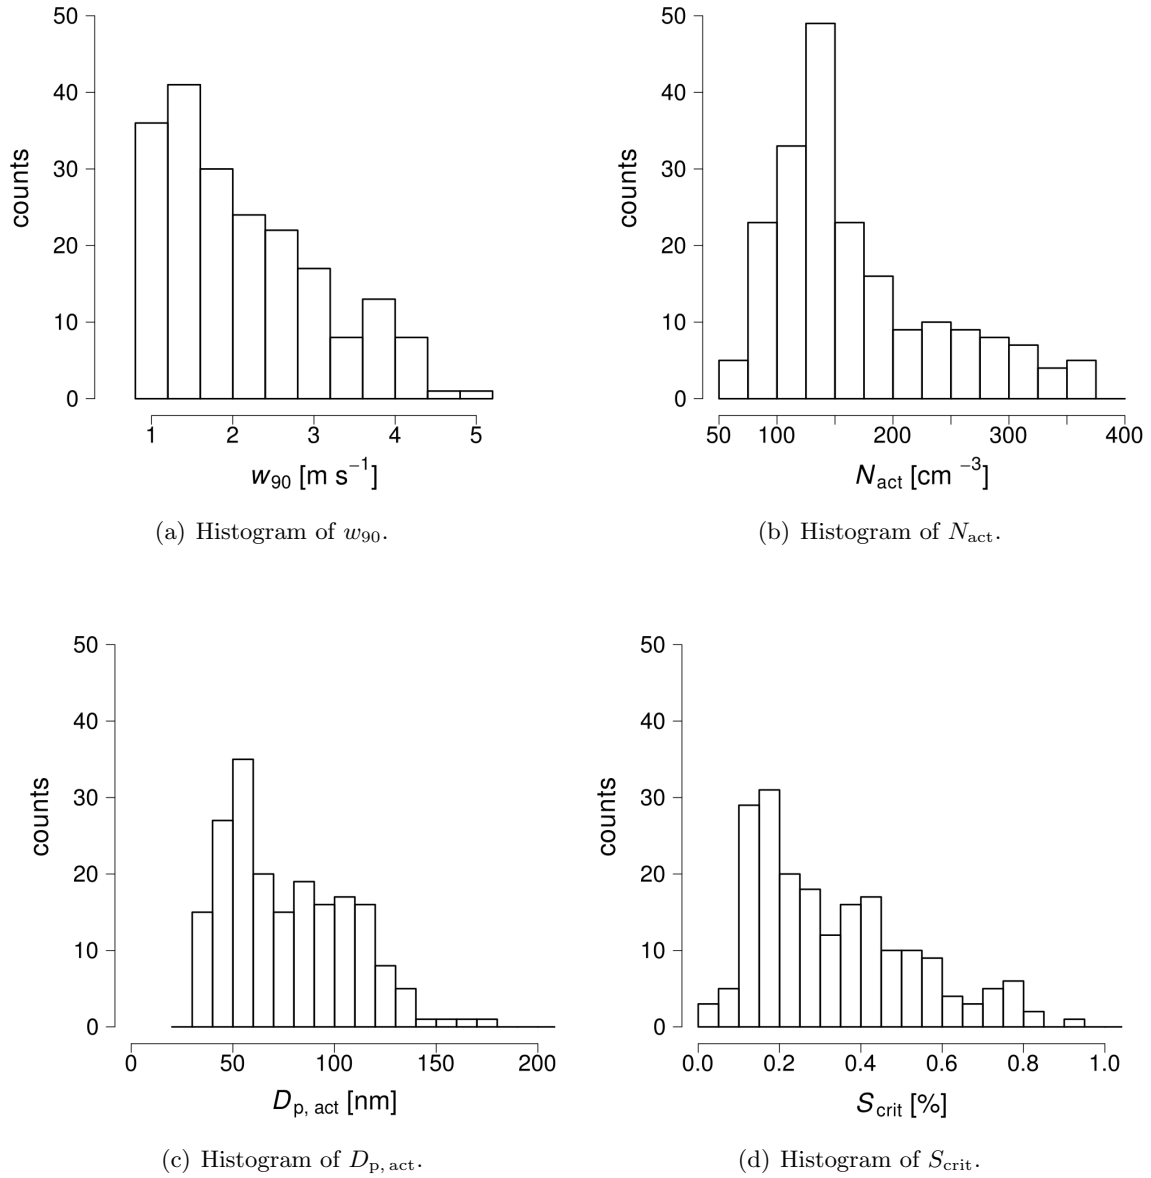 counts
50
40
30
20
10
0
1 2 3 4 5
w90 [m s−1]
(a) Histogram of w90.
counts
50
40
30
20
10
0
50 100 200 300 400
Nact [cm −3]
(b) Histogram of Nact.
counts
50
40
30
20
10
0
0 50 100 150 200
Dp, act [nm]
(c) Histogram of Dp, act.
counts
50
40
30
20
10
0
0.0 0.2 0.4 0.6 0.8 1.0
Scrit [%]
(d) Histogram of Scrit.